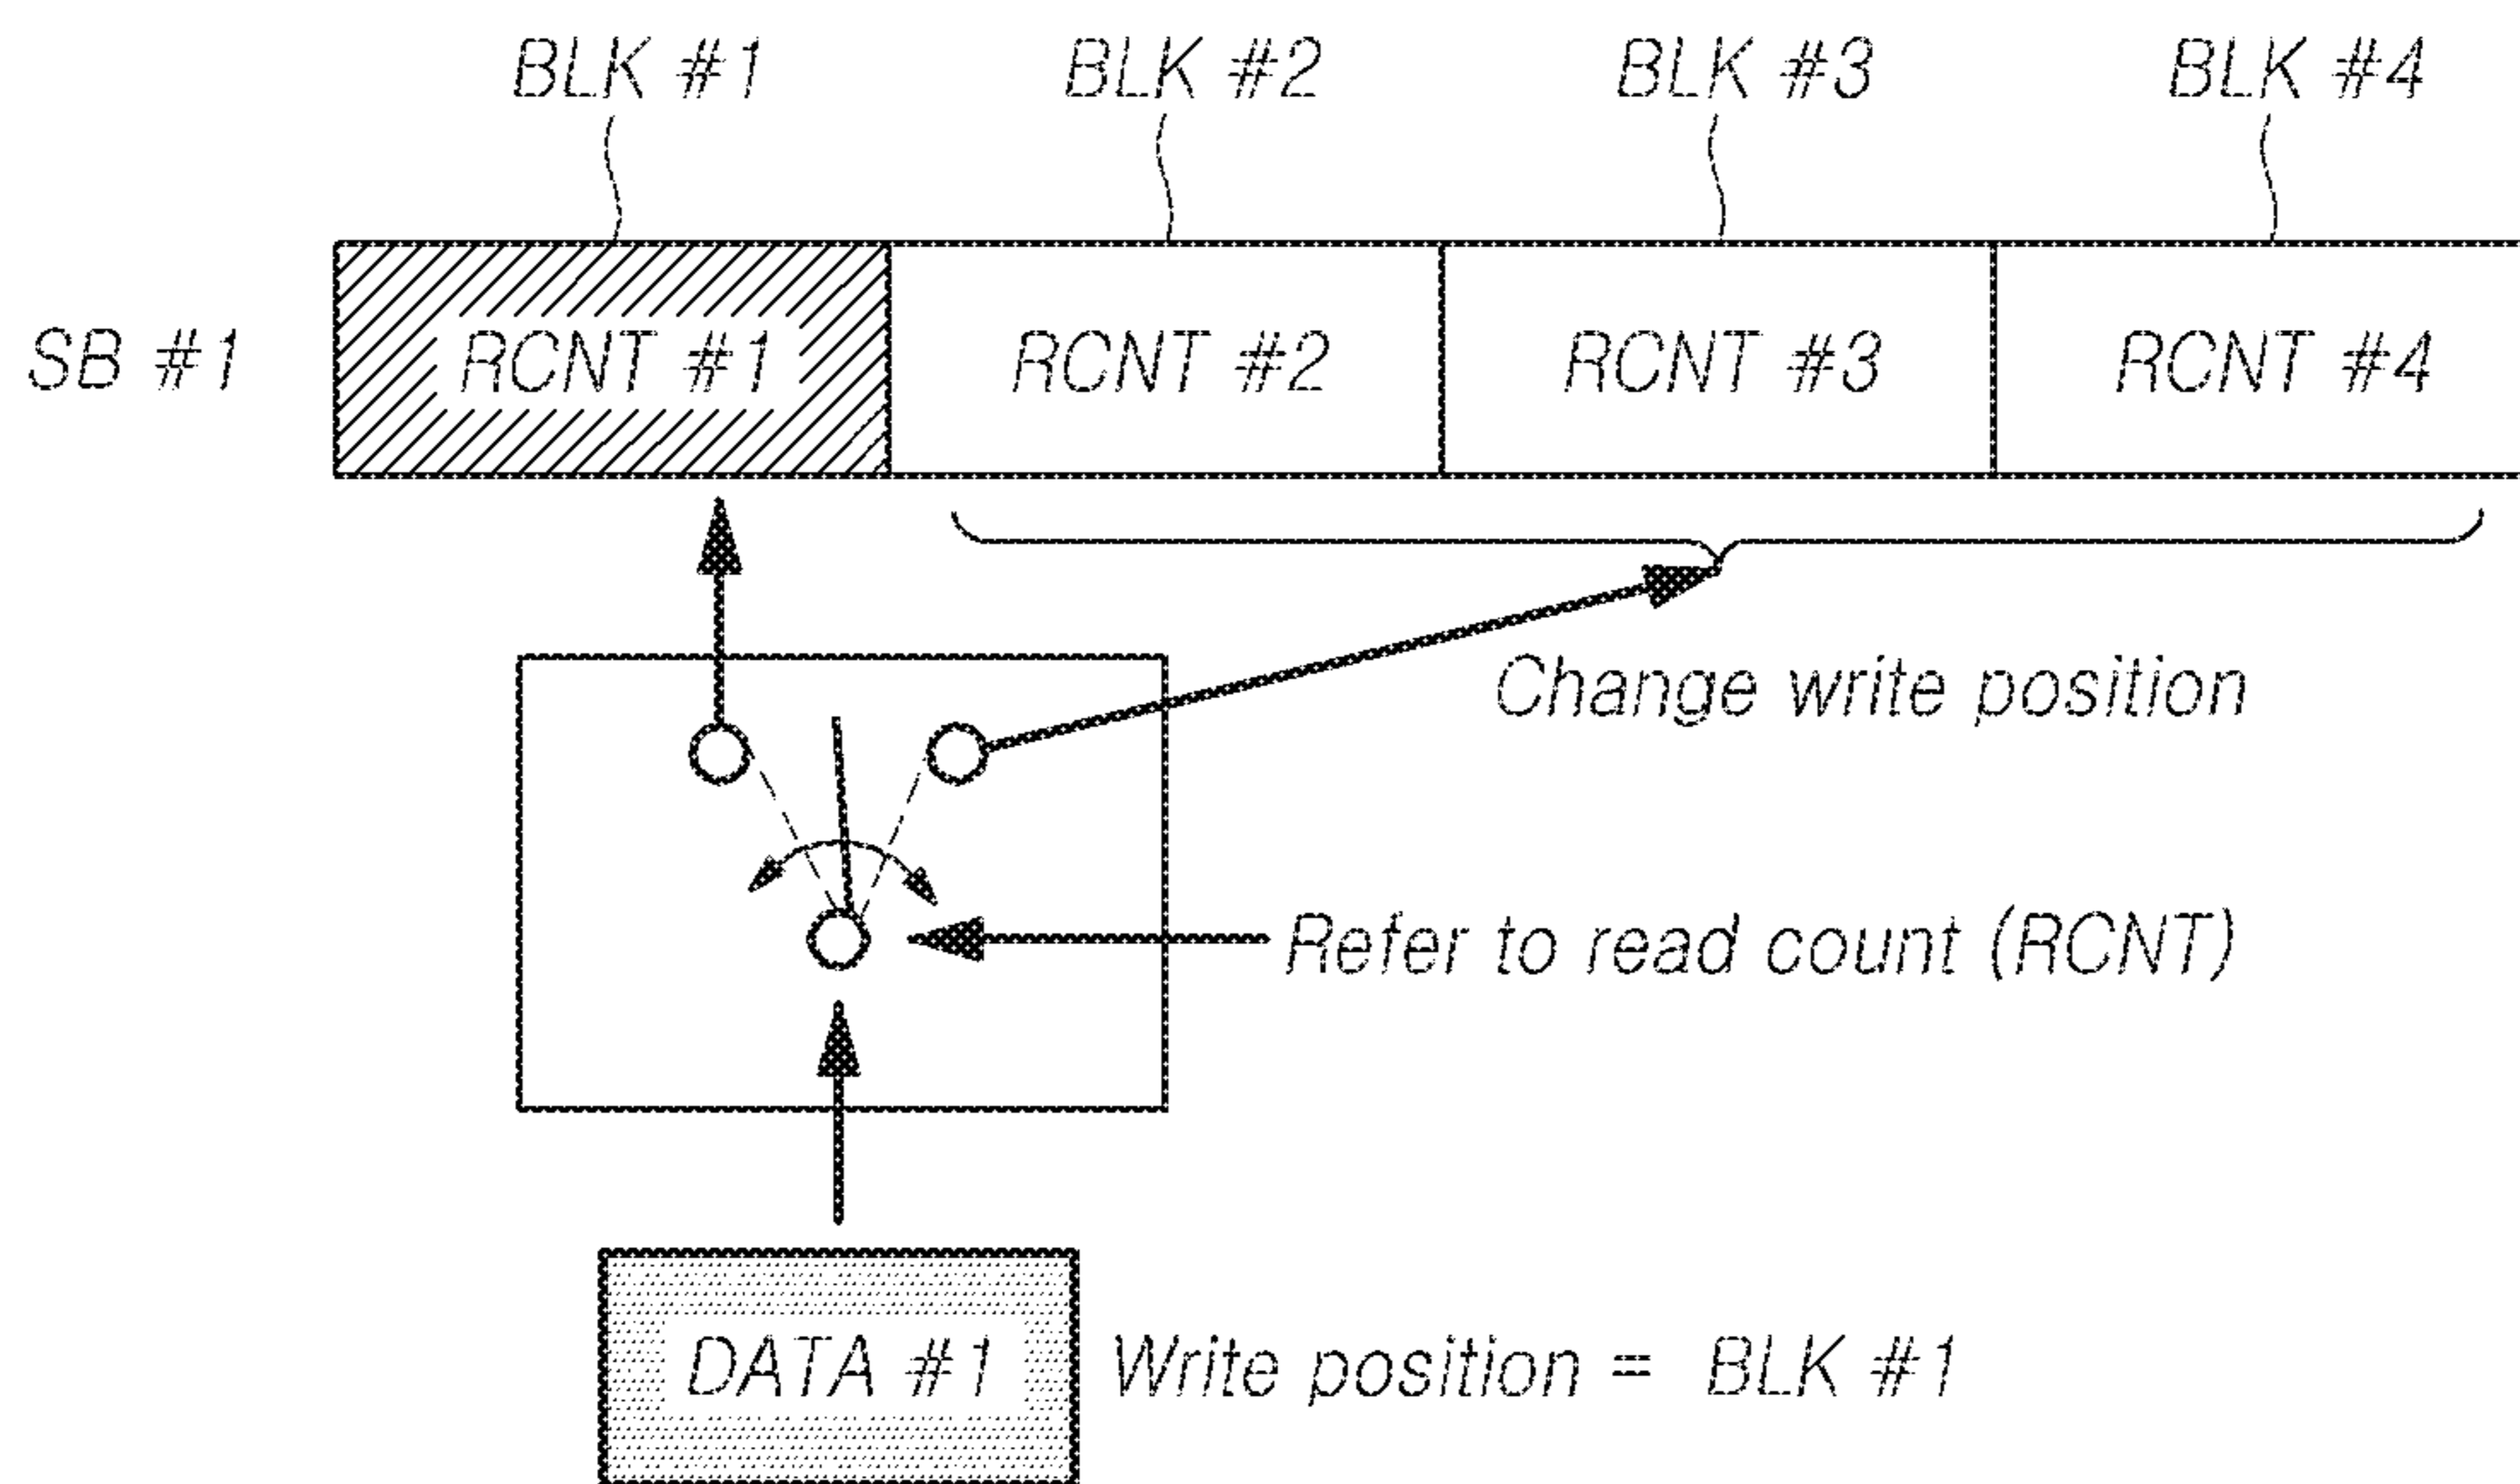 BLK #1 BLK #2 BLK #3 BLK #4
SB #1 RCNT #1 RCNT #2 RCNT #3 RCNT #4
Change write position
Refer to read count (RCNT)
DATA #1 Write position = BLK #1